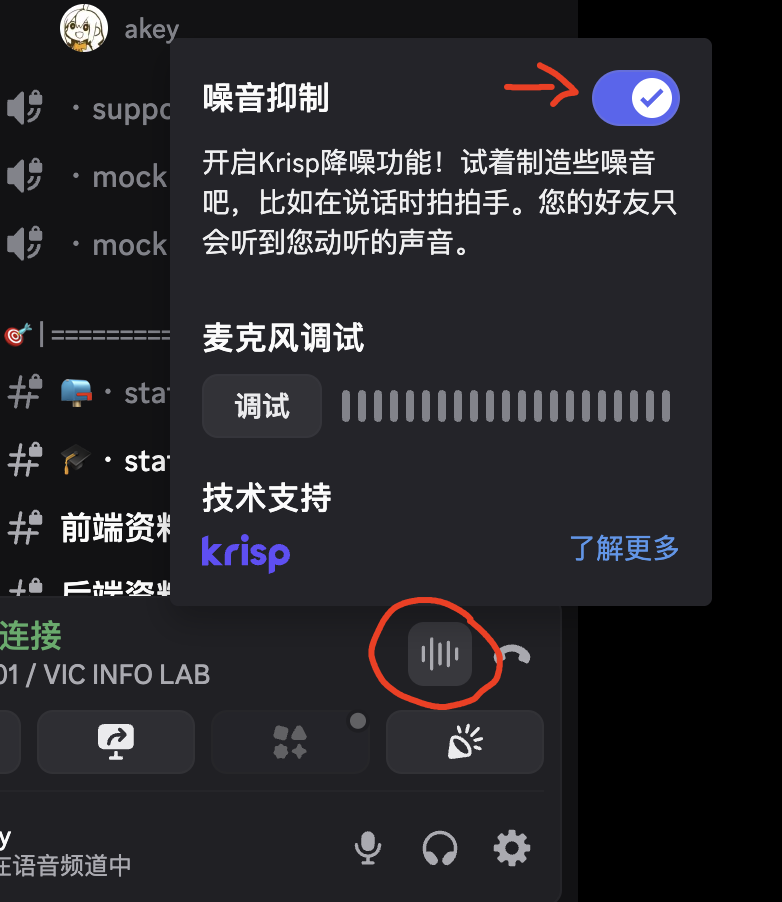 akey
噪音抑制
· suppo
开启Krisp降噪功能！试着制造些噪音
吧，比如在说话时拍拍手。您的好友只
会听到您动听的声音。
· mock
· mock
麦克风调试
| ==========
调试
· stat
· stat
技术支持
前端资料
krisp
了解更多
后端资料
连接
01 / VIC INFO LAB
y
在语音频道中